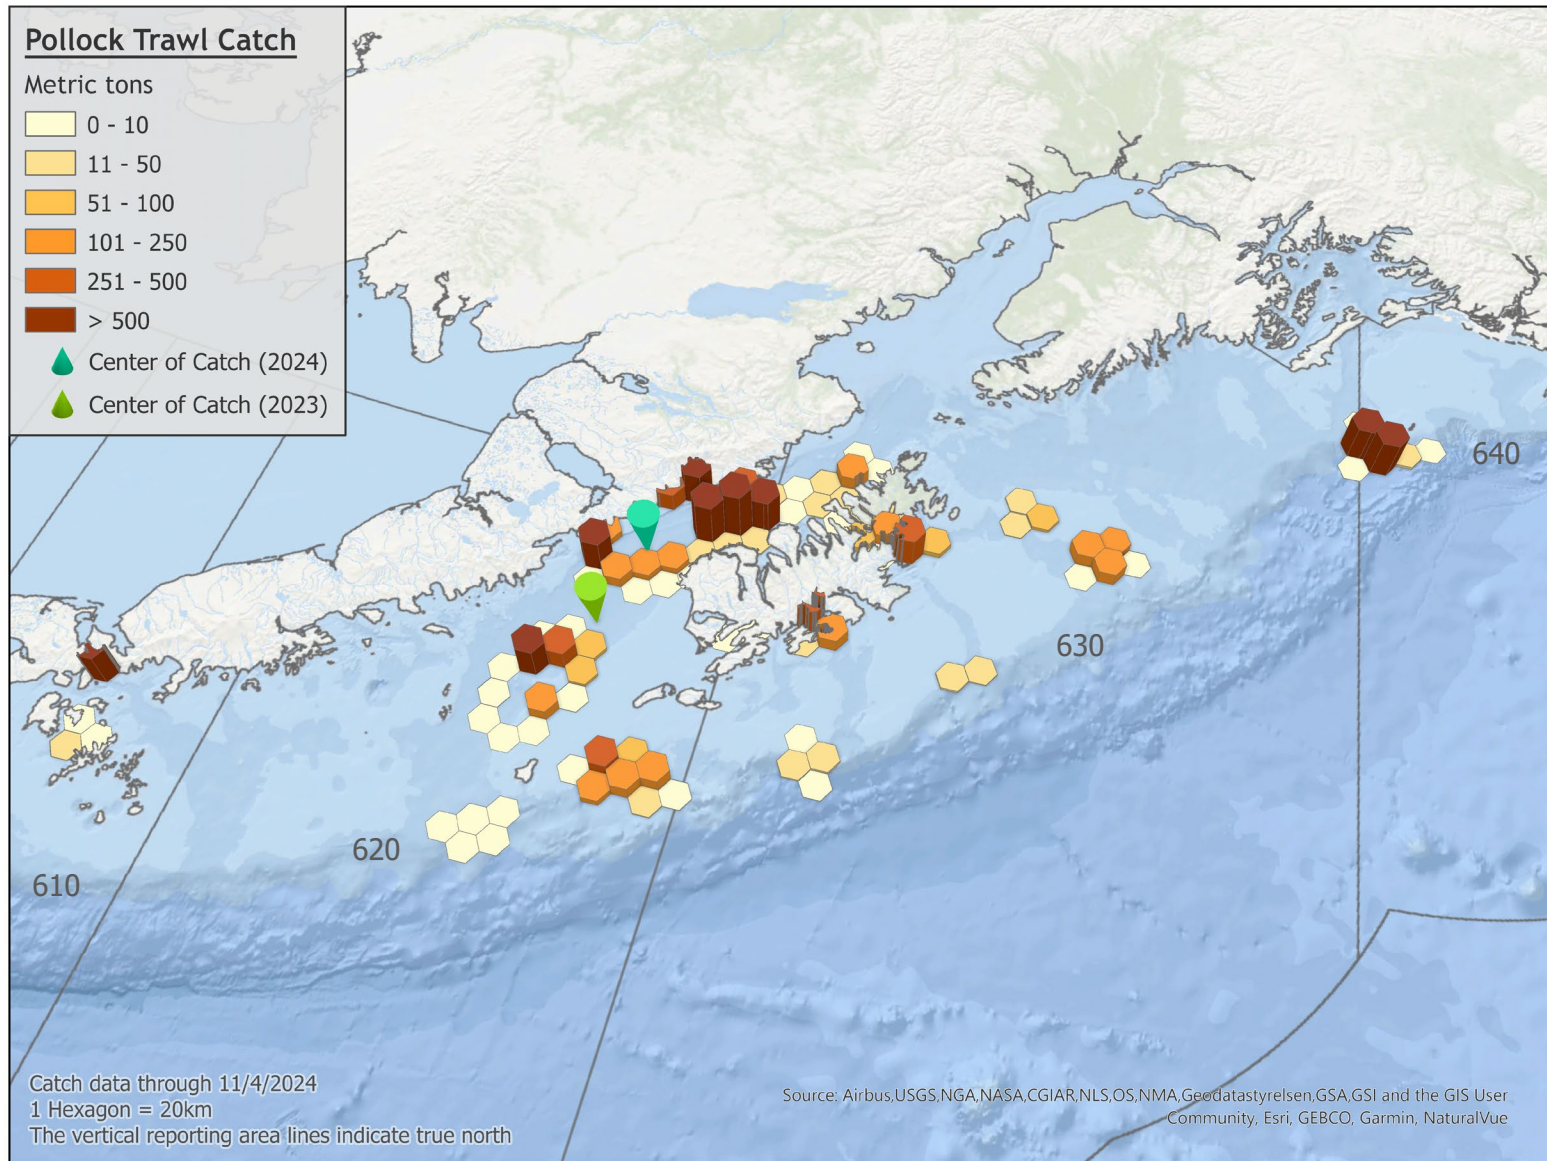 Pollock Trawl Catch
Metric tons
0 - 10
11 - 50
51 - 100
101 - 250
251 - 500
> 500
Center of Catch (2024)
Center of Catch (2023)
640
630
620
610
Catch data through 11/4/2024
1 Hexagon = 20km
The vertical reporting area lines indicate true north
Source: Airbus,USGS,NGA,NASA,CGIAR,NLS,OS,NMA,Geodatastyrelsen,GSA,GSI and the GIS User
Community, Esri, GEBCO, Garmin, NaturalVue